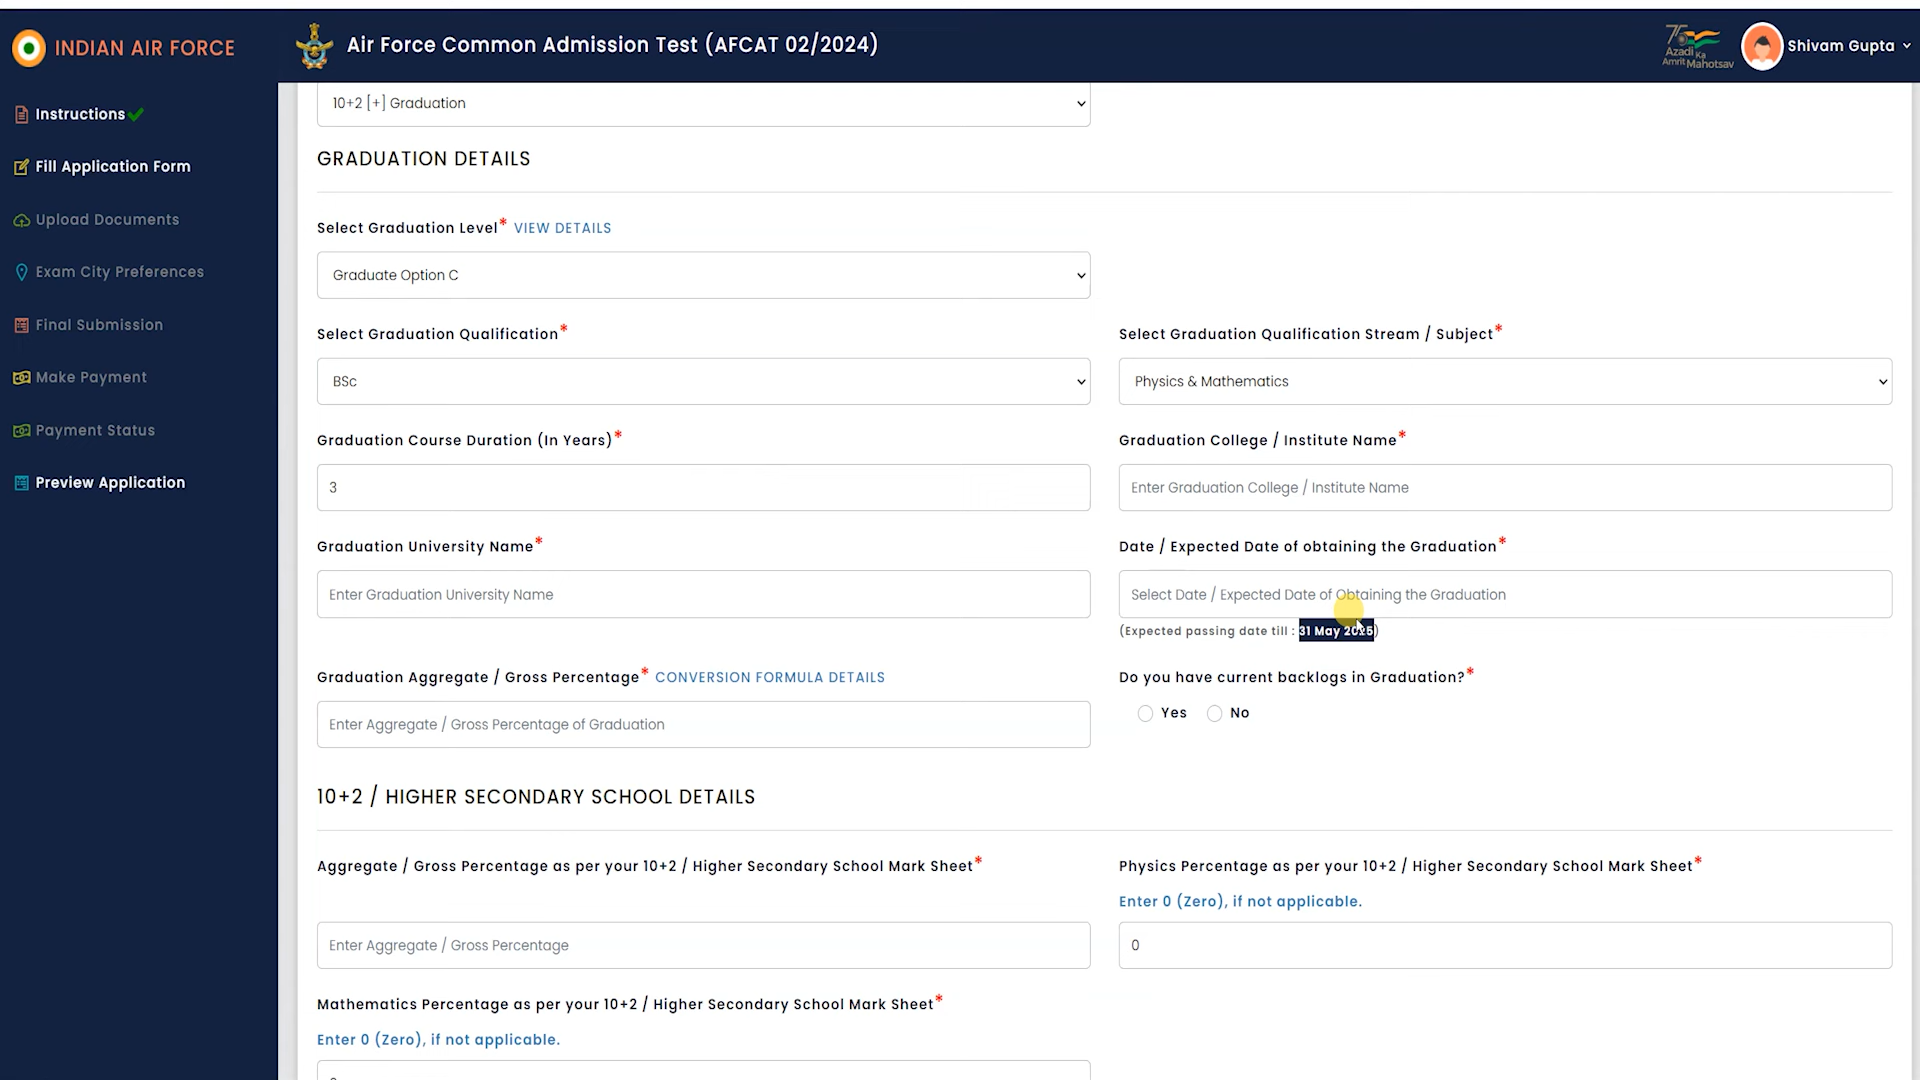 INDIAN AIR FORCE
Air Force Common Admission Test (AFCAT 02/2024)
75 Azadi Ka Amrit Mahotsav
Shivam Gupta
Instructions
Fill Application Form
Upload Documents
Exam City Preferences
Final Submission
Make Payment
Payment Status
Preview Application
10+2 [+] Graduation
GRADUATION DETAILS
Select Graduation Level* VIEW DETAILS
Graduate Option C
Select Graduation Qualification*
BSc
Select Graduation Qualification Stream / Subject*
Physics & Mathematics
Graduation Course Duration (In Years)*
3
Graduation College / Institute Name*
Enter Graduation College / Institute Name
Graduation University Name*
Enter Graduation University Name
Date / Expected Date of obtaining the Graduation*
Select Date / Expected Date of Obtaining the Graduation
(Expected passing date till : 31 May 2025)
Graduation Aggregate / Gross Percentage* CONVERSION FORMULA DETAILS
Enter Aggregate / Gross Percentage of Graduation
Do you have current backlogs in Graduation?*
Yes No
10+2 / HIGHER SECONDARY SCHOOL DETAILS
Aggregate / Gross Percentage as per your 10+2 / Higher Secondary School Mark Sheet*
Enter Aggregate / Gross Percentage
Physics Percentage as per your 10+2 / Higher Secondary School Mark Sheet*
Enter 0 (Zero), if not applicable.
0
Mathematics Percentage as per your 10+2 / Higher Secondary School Mark Sheet*
Enter 0 (Zero), if not applicable.